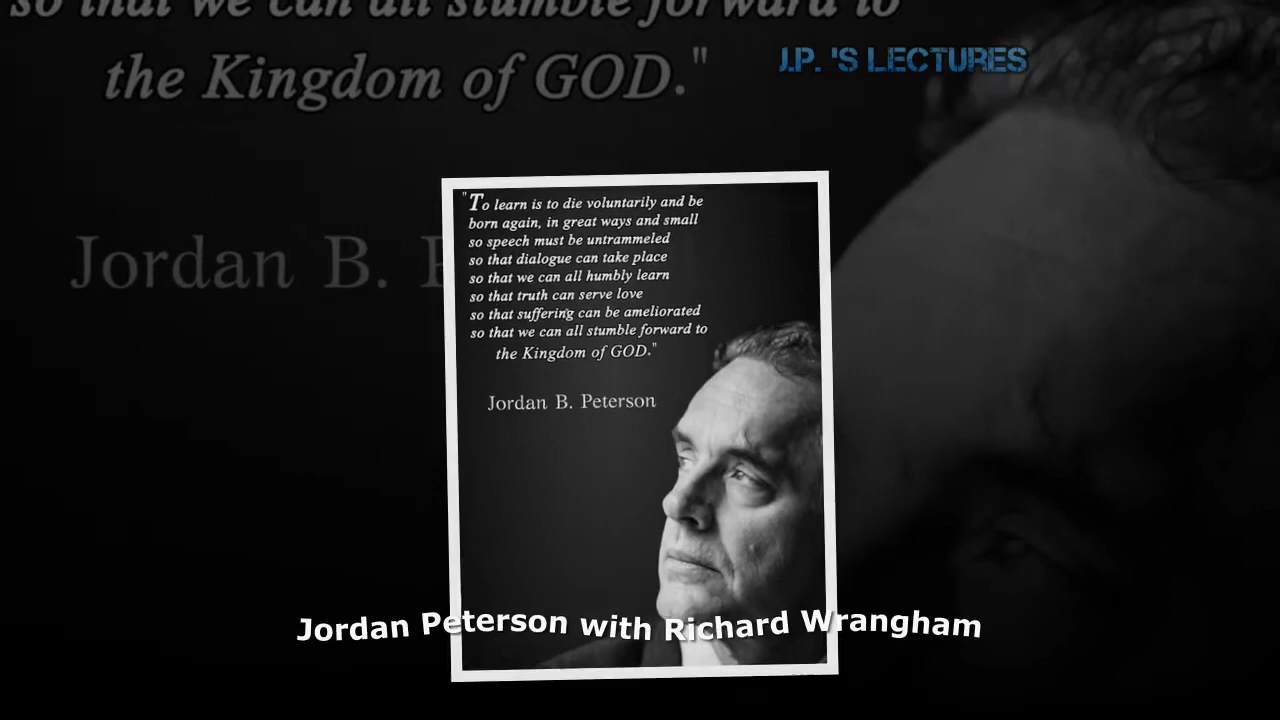 so that we can all stumble forward to
the Kingdom of GOD."
J.P. 'S LECTURES
Jordan B. P
"To learn is to die voluntarily and be
born again, in great ways and small
so speech must be untrammeled
so that dialogue can take place
so that we can all humbly learn
so that truth can serve love
so that suffering can be ameliorated
so that we can all stumble forward to
the Kingdom of GOD."
Jordan B. Peterson
Jordan Peterson with Richard Wrangham